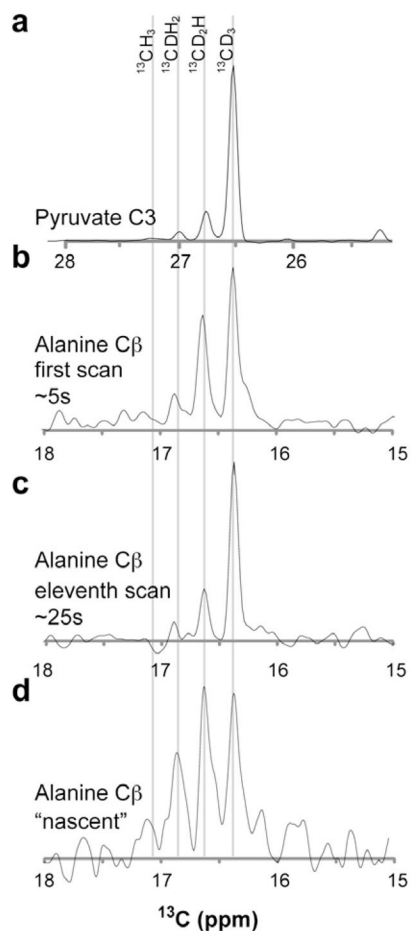 a
¹³CH₃ ¹³CDH₂ ¹³CD₂H ¹³CD₃
Pyruvate C3
28 27 26
b
Alanine Cβ
first scan
~5s
18 17 16 15
c
Alanine Cβ
eleventh scan
~25s
18 17 16 15
d
Alanine Cβ
“nascent”
18 17 16 15
¹³C (ppm)